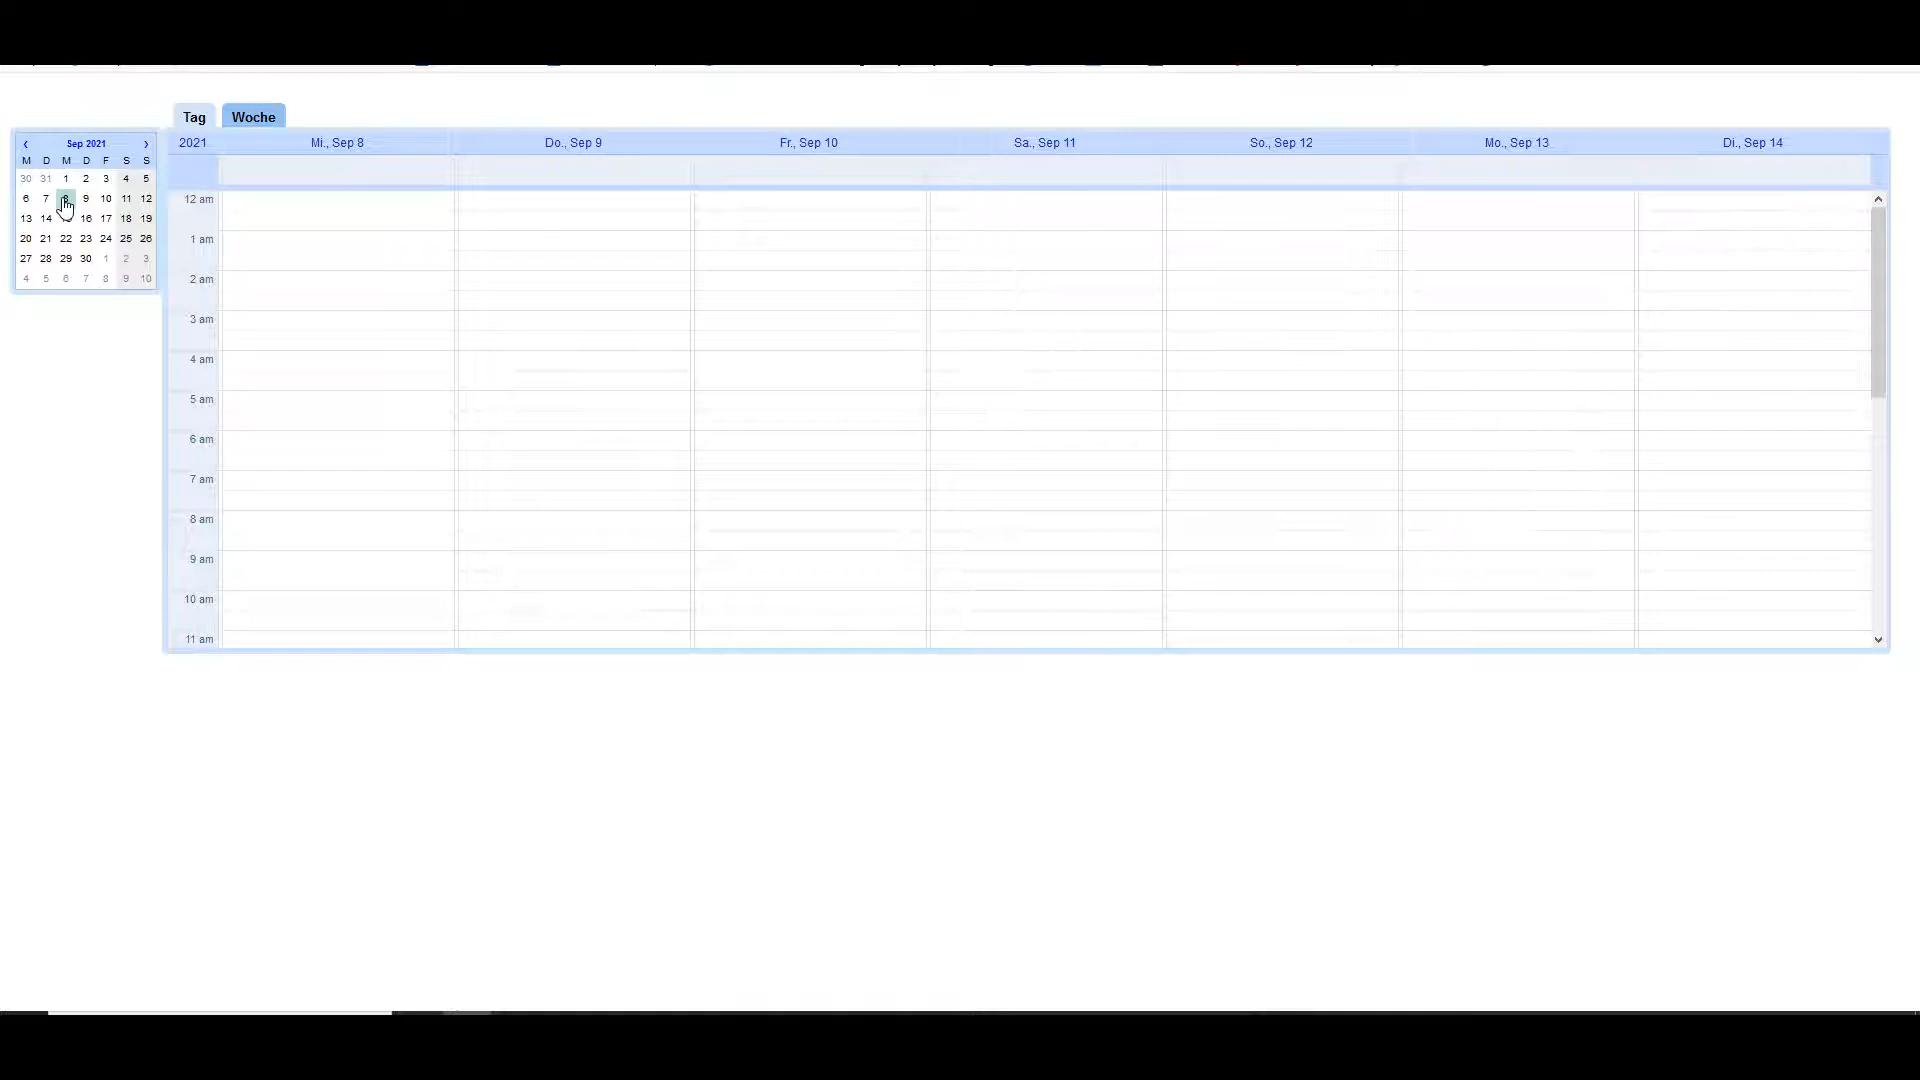 Tag Woche
‹ Sep 2021 ›
M D M D F S S
30 31 1 2 3 4 5
6 7 8 9 10 11 12
13 14 16 17 18 19
20 21 22 23 24 25 26
27 28 29 30 1 2 3
4 5 6 7 8 9 10
2021 Mi., Sep 8 Do., Sep 9 Fr., Sep 10 Sa., Sep 11 So., Sep 12 Mo., Sep 13 Di., Sep 14
12 am
1 am
2 am
3 am
4 am
5 am
6 am
7 am
8 am
9 am
10 am
11 am